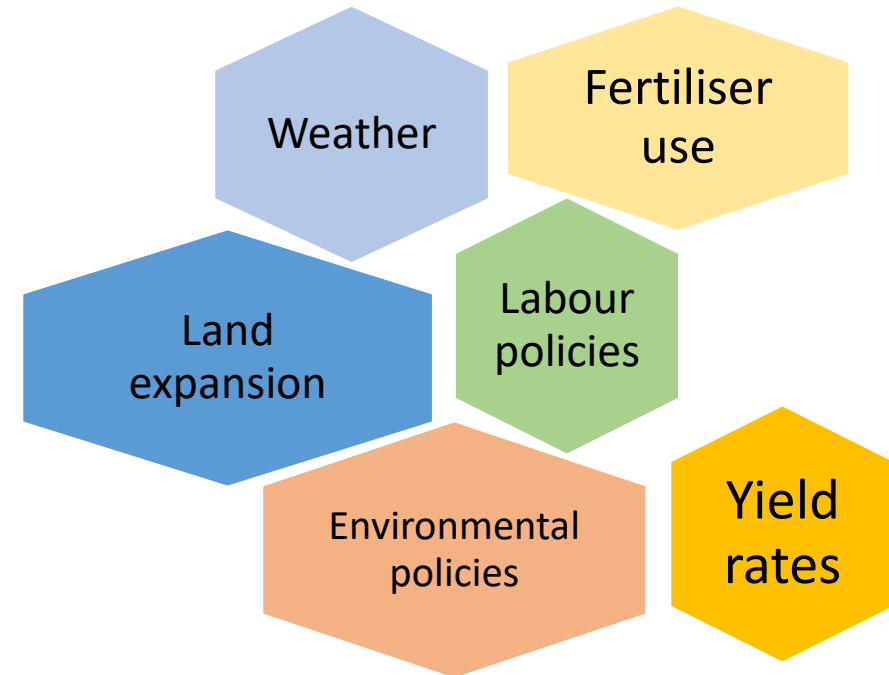 Weather
Fertiliser
use
Land
expansion
Labour
policies
Environmental
policies
Yield
rates